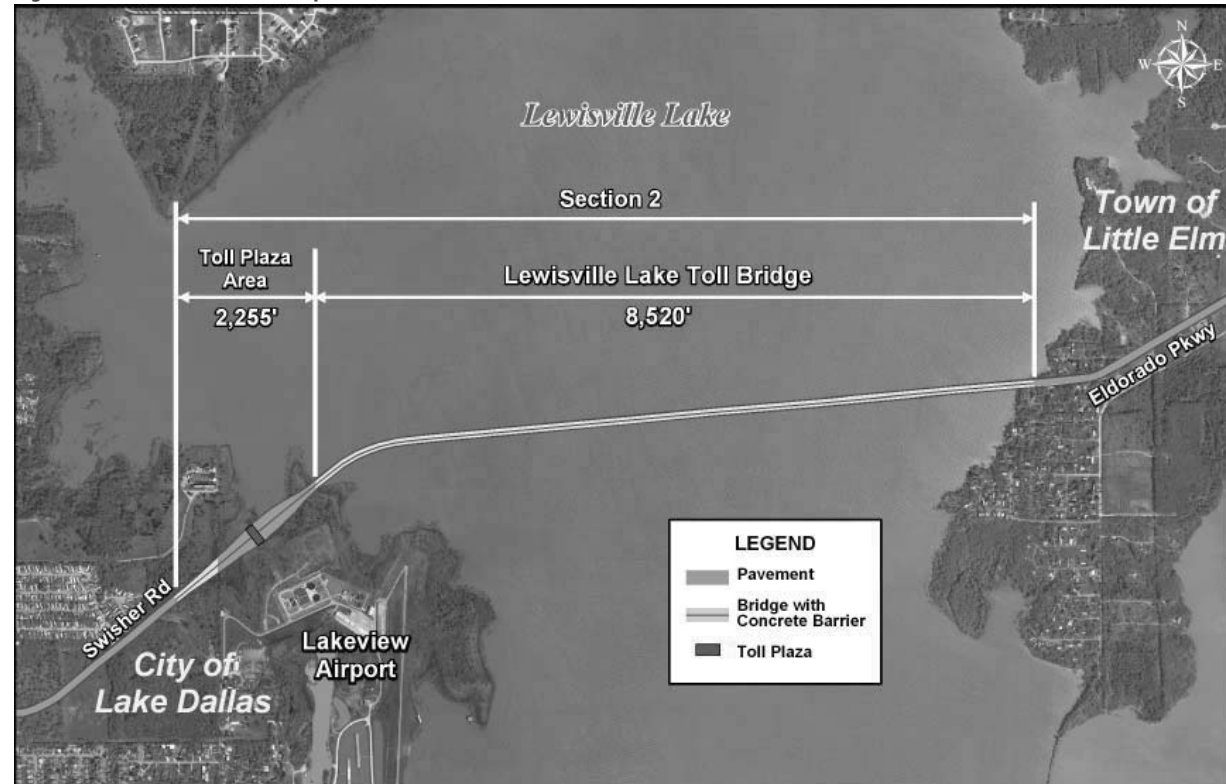 N
W E
S
Lewisville Lake
Section 2
Town of
Little Elm
Toll Plaza
Area
2,255'
Lewisville Lake Toll Bridge
8,520'
Eldorado Pkwy
Swisher Rd
City of
Lake Dallas
Lakeview
Airport
LEGEND
Pavement
Bridge with
Concrete Barrier
Toll Plaza